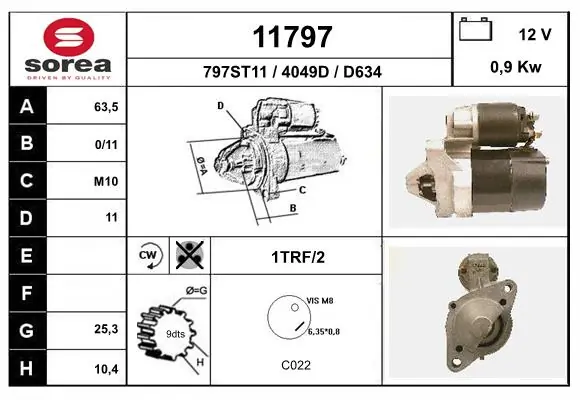 sorea
DRIVEN BY QUALITY
11797
797ST11 / 4049D / D634
12 V
0,9 Kw
A 63,5
B 0/11
C M10
D 11
E
F
G 25,3
H 10,4
D
Ø=A
C
B
CW
1TRF/2
Ø=G
9dts
H
VIS M8
6,35*0,8
C022